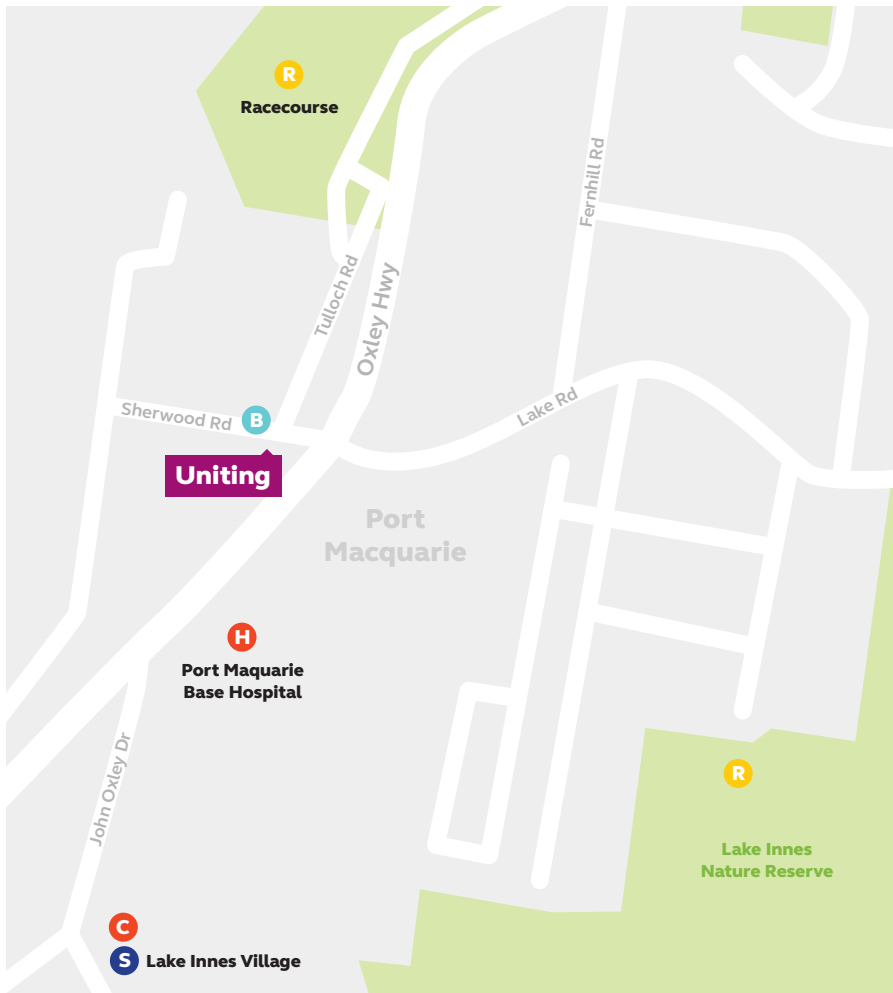 R
Racecourse
Fernhill Rd
Tulloch Rd
Oxley Hwy
Lake Rd
Sherwood Rd
B
Uniting
Port
Macquarie
H
Port Maquarie
Base Hospital
John Oxley Dr
R
Lake Innes
Nature Reserve
C
S
Lake Innes Village